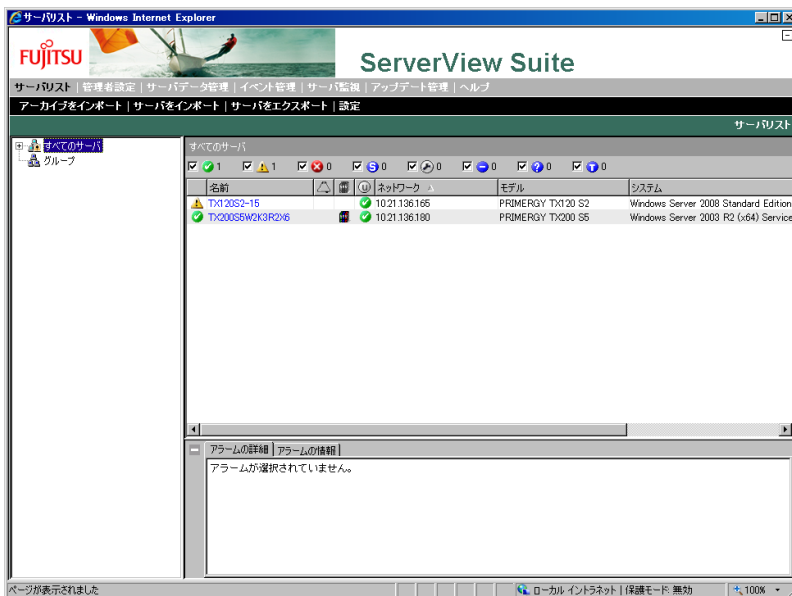 サーバリスト - Windows Internet Explorer
FUJITSU
ServerView Suite
サーバリスト | 管理者設定 | サーバデータ管理 | イベント管理 | サーバ監視 | アップデート管理 | ヘルプ
アーカイブをインポート | サーバをインポート | サーバをエクスポート | 設定
サーバリスト
すべてのサーバ
グループ
すべてのサーバ
1 1 0 0 0 0 0 0
名前 ネットワーク モデル システム
TX120S2-15 10.21.136.165 PRIMERGY TX120 S2 Windows Server 2008 Standard Edition
TX200S5W2K3R2X6 10.21.136.180 PRIMERGY TX200 S5 Windows Server 2003 R2 (x64) Service
アラームの詳細 アラームの情報
アラームが選択されていません。
ページが表示されました ローカル イントラネット | 保護モード: 無効 100%